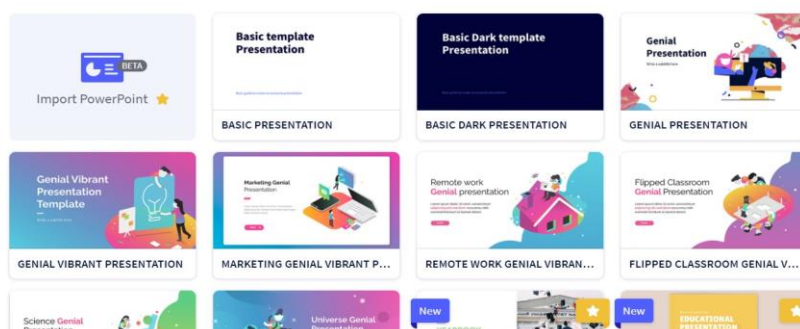 BETA
Import PowerPoint
Basic template
Presentation
BASIC PRESENTATION
Basic Dark template
Presentation
BASIC DARK PRESENTATION
Genial
Presentation
GENIAL PRESENTATION
Genial Vibrant
Presentation
Template
GENIAL VIBRANT PRESENTATION
Marketing Genial
Presentation
MARKETING GENIAL VIBRANT P...
Remote work
Genial presentation
REMOTE WORK GENIAL VIBRAN...
Flipped Classroom
Genial Presentation
FLIPPED CLASSROOM GENIAL V...
Science Genial
Universe Genial
New
New
EDUCATIONAL